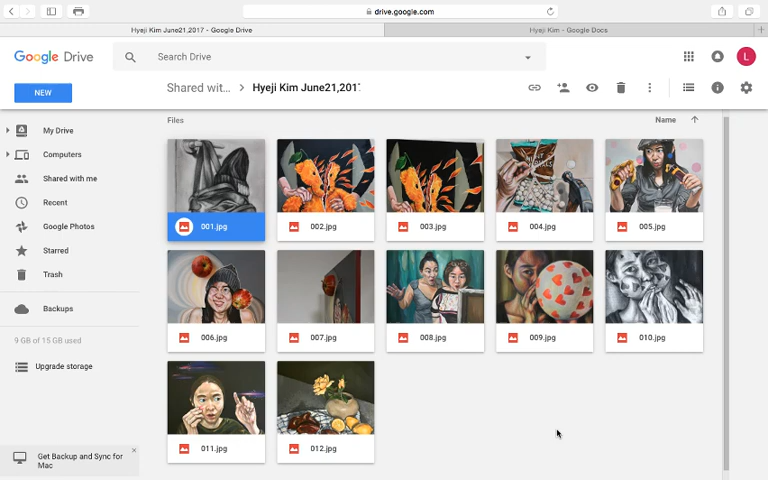 drive.google.com
Hyeji Kim June21,2017 - Google Drive
Hyeji Kim - Google Docs
Google Drive
Search Drive
L
NEW
Shared wit... > Hyeji Kim June21,201
Files
Name
My Drive
Computers
Shared with me
Recent
Google Photos
Starred
Trash
Backups
9 GB of 15 GB used
Upgrade storage
Get Backup and Sync for
Mac
001.jpg
002.jpg
003.jpg
004.jpg
005.jpg
006.jpg
007.jpg
008.jpg
009.jpg
010.jpg
011.jpg
012.jpg